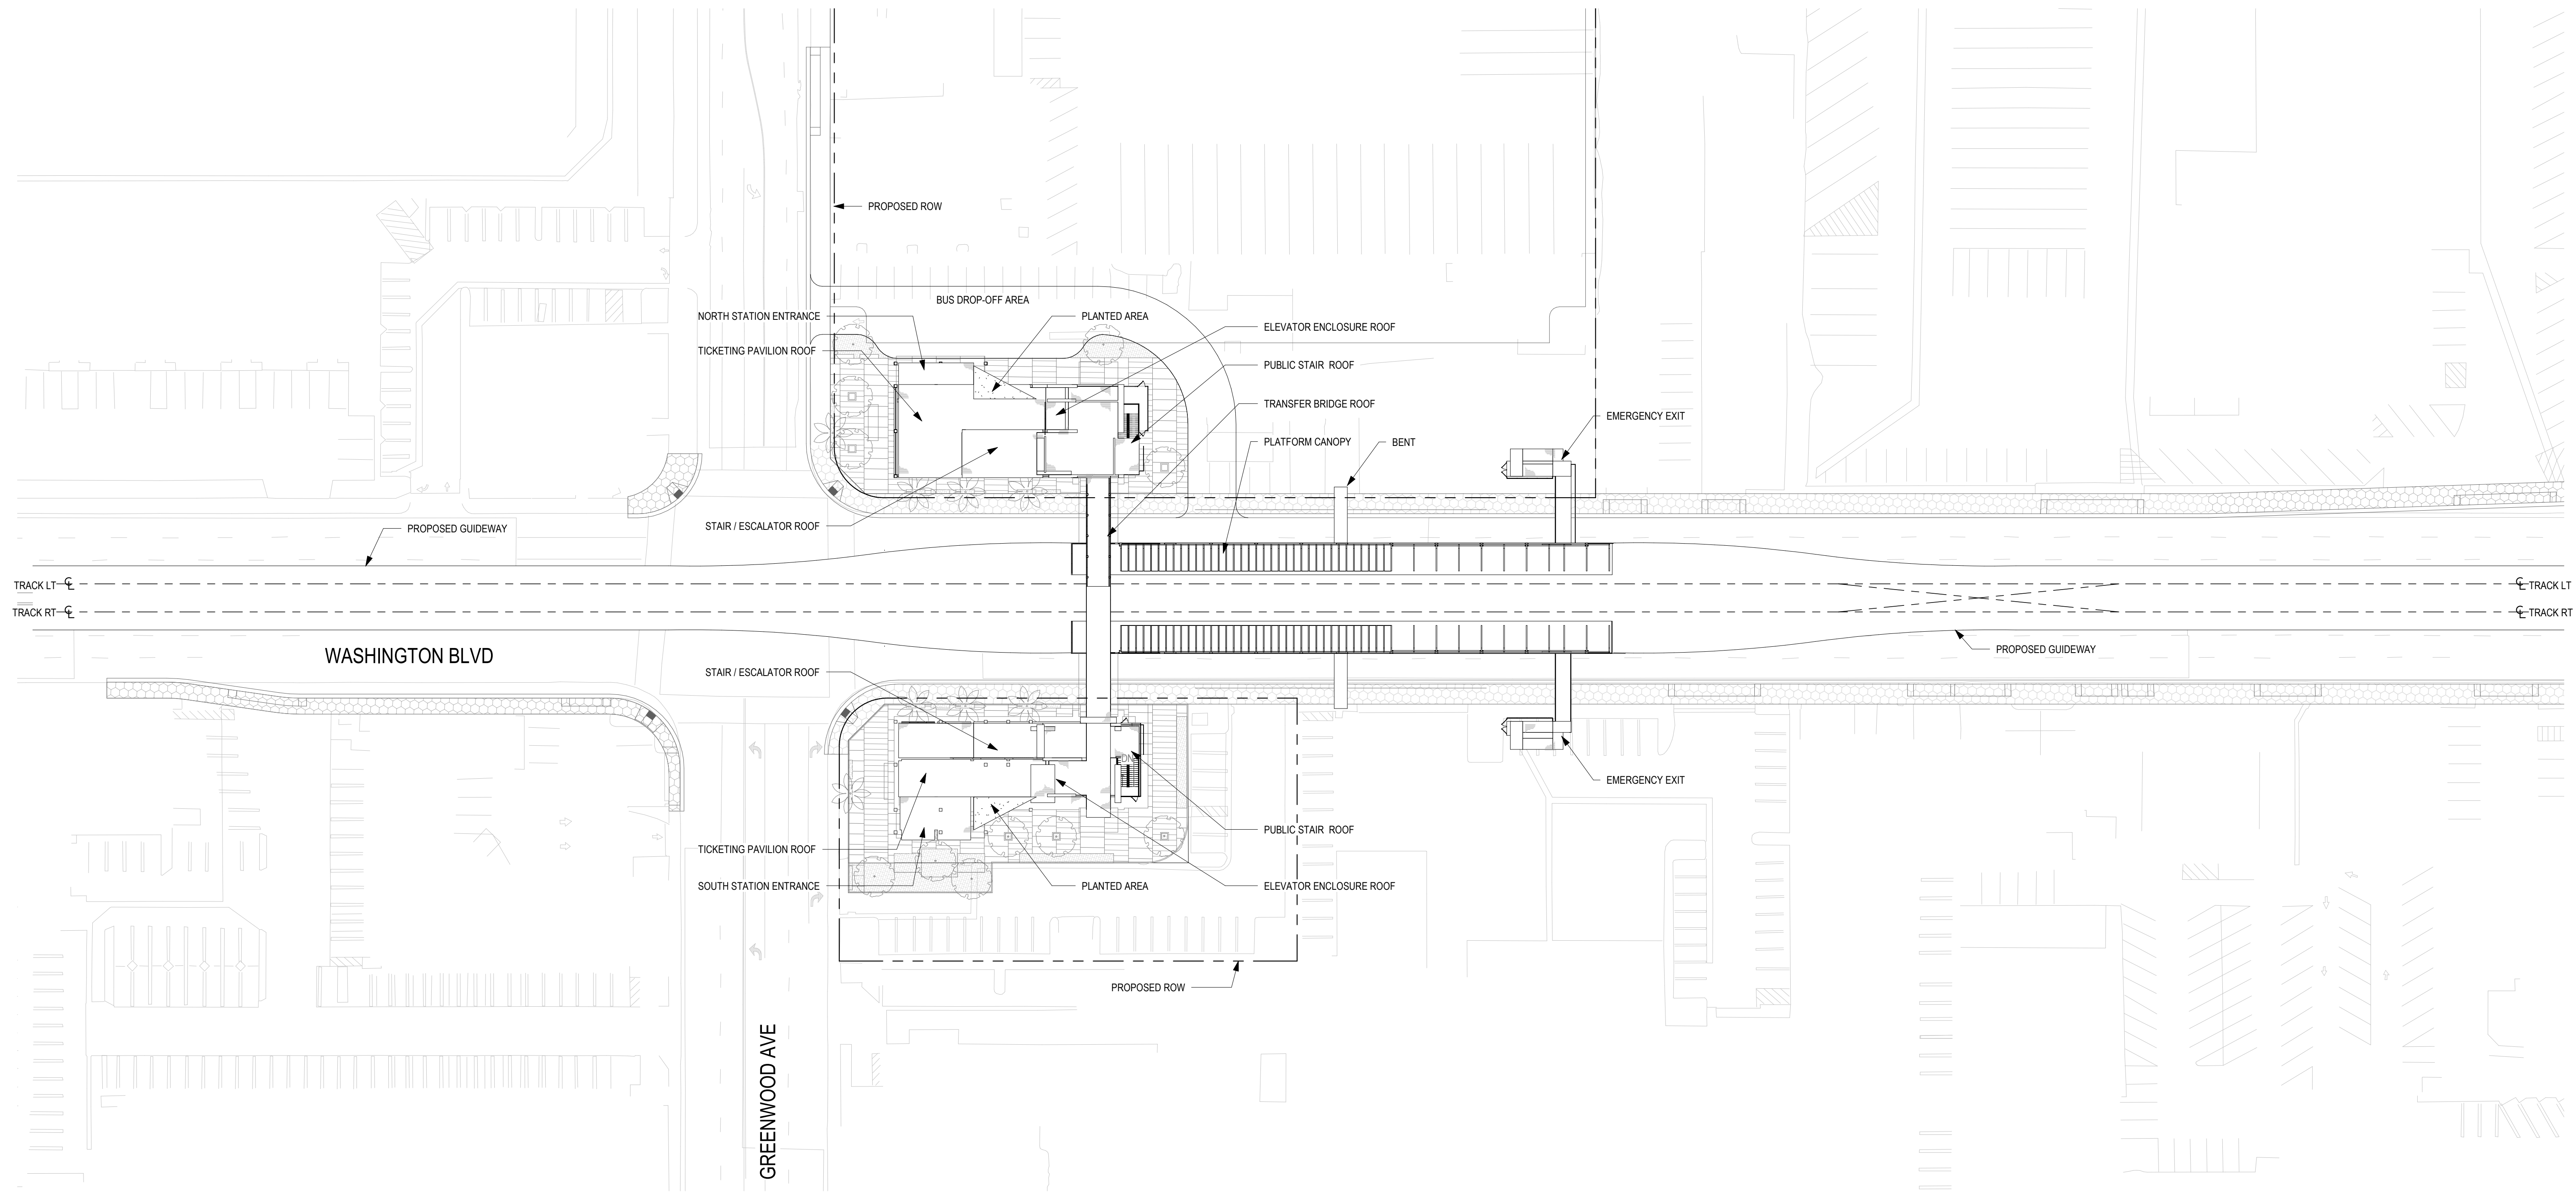 PROPOSED ROW
BUS DROP-OFF AREA
NORTH STATION ENTRANCE
PLANTED AREA
ELEVATOR ENCLOSURE ROOF
TICKETING PAVILION ROOF
PUBLIC STAIR ROOF
TRANSFER BRIDGE ROOF
EMERGENCY EXIT
PLATFORM CANOPY
BENT
STAIR / ESCALATOR ROOF
PROPOSED GUIDEWAY
TRACK LT
TRACK LT
TRACK RT
TRACK RT
WASHINGTON BLVD
PROPOSED GUIDEWAY
STAIR / ESCALATOR ROOF
DN
EMERGENCY EXIT
PUBLIC STAIR ROOF
TICKETING PAVILION ROOF
SOUTH STATION ENTRANCE
PLANTED AREA
ELEVATOR ENCLOSURE ROOF
PROPOSED ROW
GREENWOOD AVE